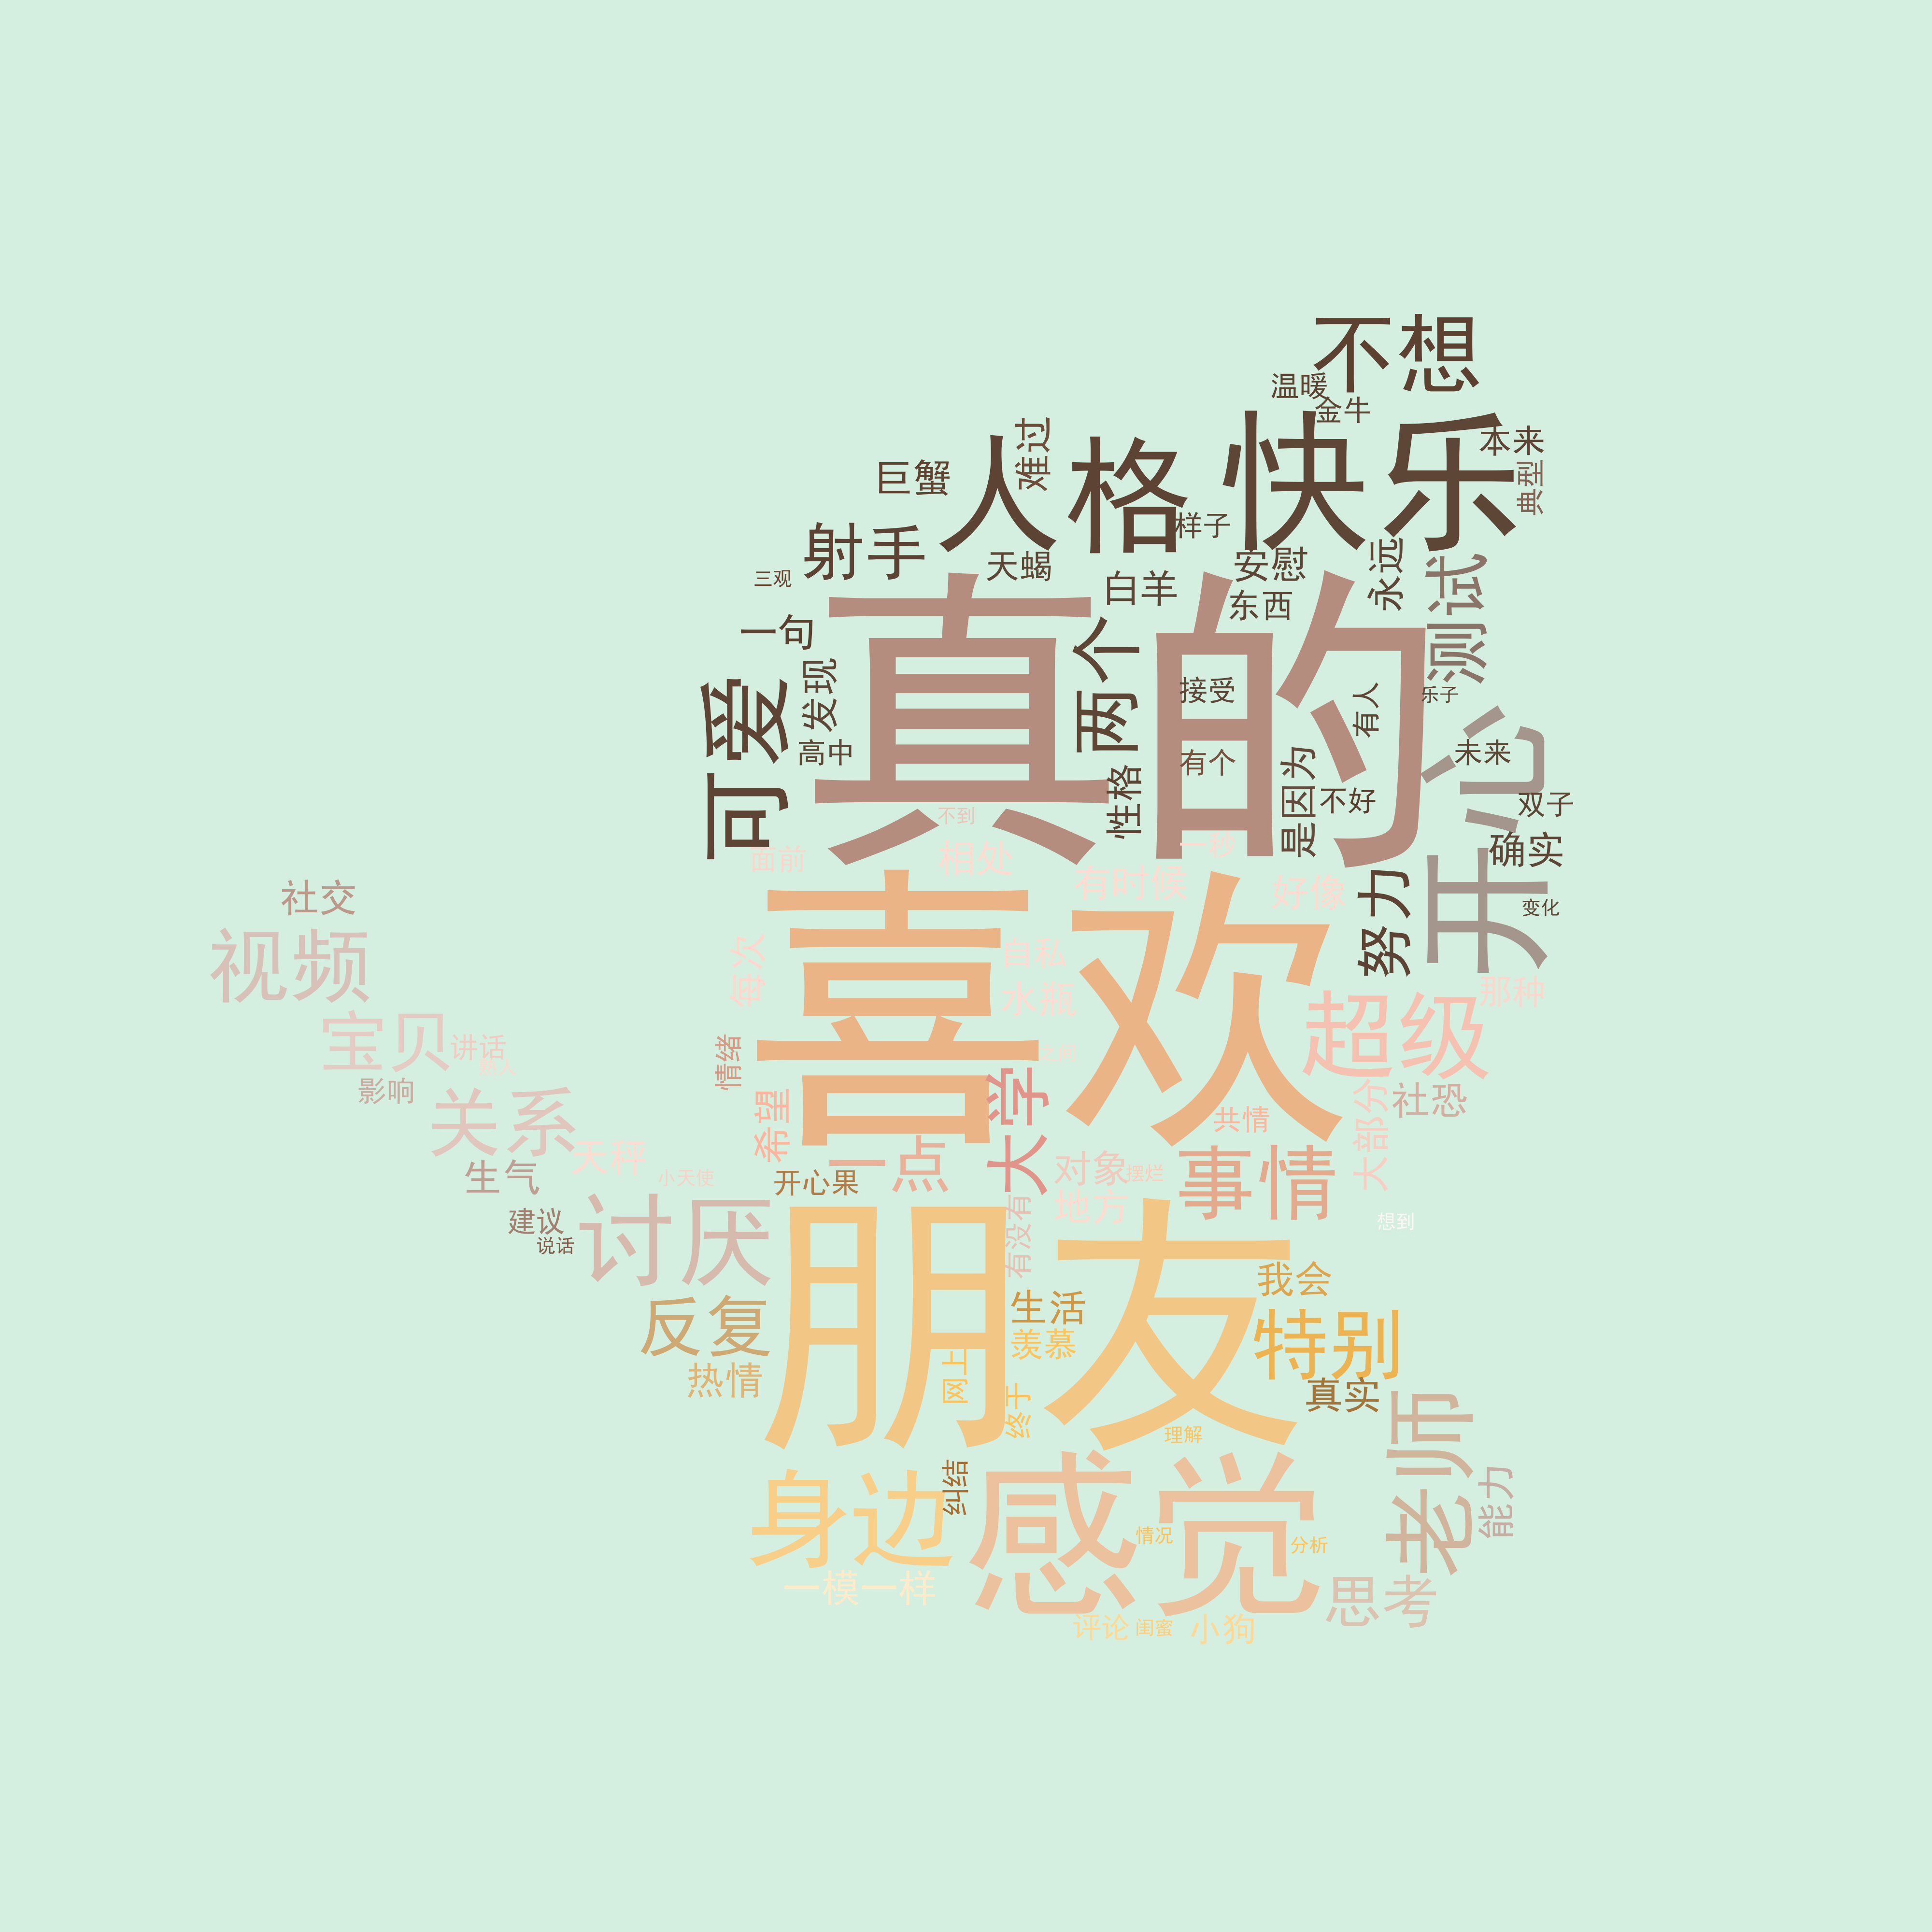 不想
温暖
金牛
快乐
本来
典型
难过
人格
巨蟹
样子
射手
天蝎
安慰
永远
三观
白羊
东西
测试
一句
真的
两个
发现
可爱
接受
有人
乐子
高中
有个
是因为
未来
开心
性格
不好
双子
不到
确实
面前
相处
一秒
有时候
好像
努力
变化
社交
视频
喜欢
每次
自私
水瓶
那种
超级
宝贝
讲话
情绪
影响
大学
社恐
大部分
关系
希望
共情
天秤
一点
对象
摆烂
事情
生气
小天使
开心果
地方
有没有
想到
建议
说话
讨厌
朋友
我会
生活
反复
羡慕
特别
热情
网上
终于
真实
理解
老师
身边
纠结
感觉
能力
情况
分析
一模一样
思考
评论
闺蜜
小狗